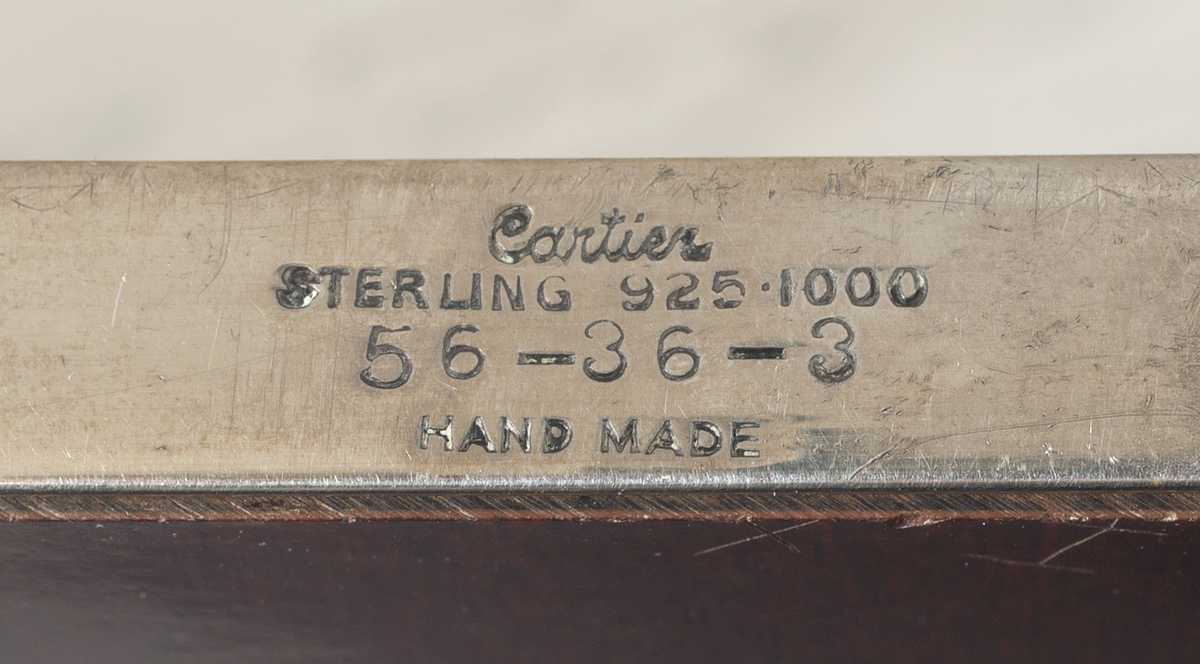 Cartier
STERLING 925·1000
56-36-3
HAND MADE